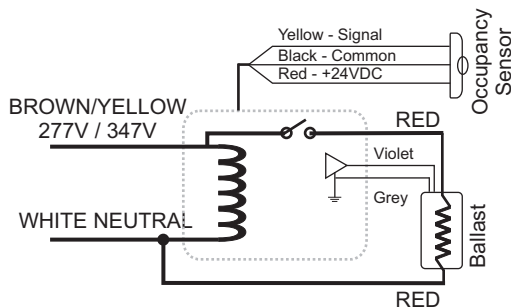 Yellow - Signal
Black - Common
Red - +24VDC
Occupancy
Sensor
BROWN/YELLOW
277V / 347V
RED
Violet
Grey
WHITE NEUTRAL
Ballast
RED